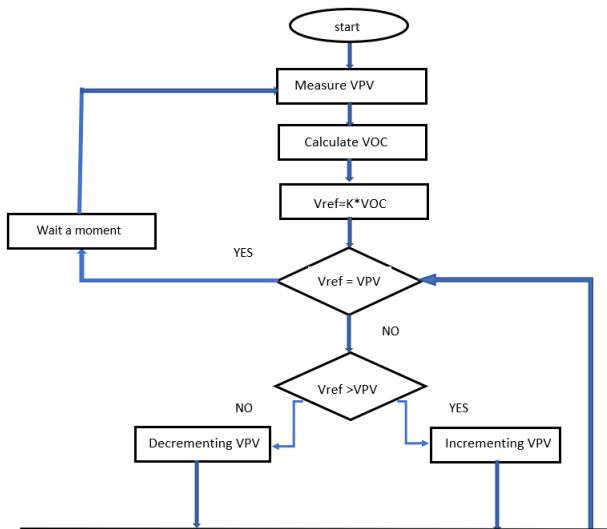 start
Measure VPV
Calculate VOC
Vref=K*VOC
Wait a moment
YES
Vref = VPV
NO
Vref >VPV
NO
YES
Decrementing VPV
Incrementing VPV